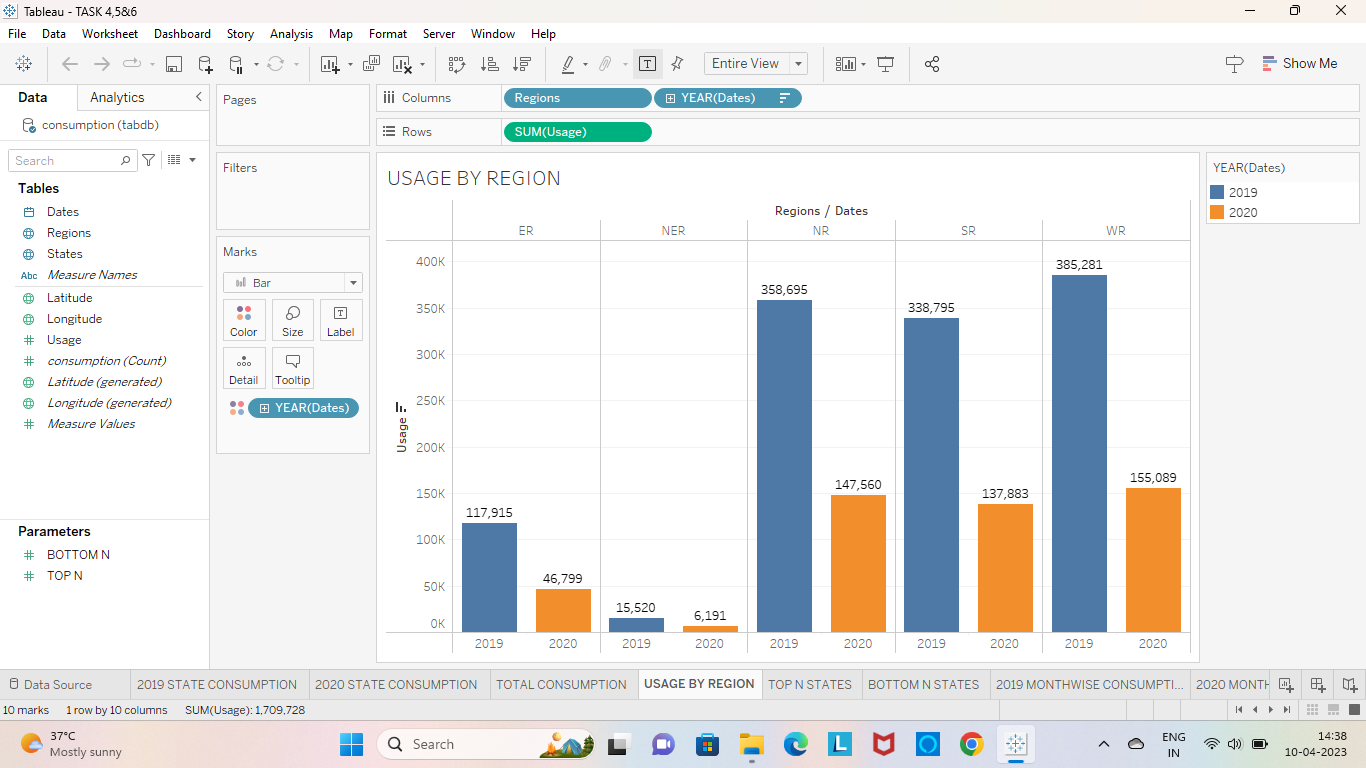 Tableau - TASK 4,5&6
File Data Worksheet Dashboard Story Analysis Map Format Server Window Help
Entire View
Show Me
Data Analytics
consumption (tabdb)
Search
Tables
Dates
Regions
States
Abc Measure Names
Latitude
Longitude
Usage
consumption (Count)
Latitude (generated)
Longitude (generated)
Measure Values
Parameters
BOTTOM N
TOP N
Pages
Filters
Marks
Bar
Color Size Label
Detail Tooltip
YEAR(Dates)
Columns Regions YEAR(Dates)
Rows SUM(Usage)
USAGE BY REGION
Regions / Dates
ER NER NR SR WR
Usage
400K
350K
300K
250K
200K
150K
100K
50K
0K
117,915
46,799
15,520
6,191
358,695
147,560
338,795
137,883
385,281
155,089
2019 2020 2019 2020 2019 2020 2019 2020 2019 2020
YEAR(Dates)
2019
2020
Data Source 2019 STATE CONSUMPTION 2020 STATE CONSUMPTION TOTAL CONSUMPTION USAGE BY REGION TOP N STATES BOTTOM N STATES 2019 MONTHWISE CONSUMPTI... 2020 MONTH
10 marks 1 row by 10 columns SUM(Usage): 1,709,728
37°C
Mostly sunny
Search
L
ENG
IN
14:38
10-04-2023